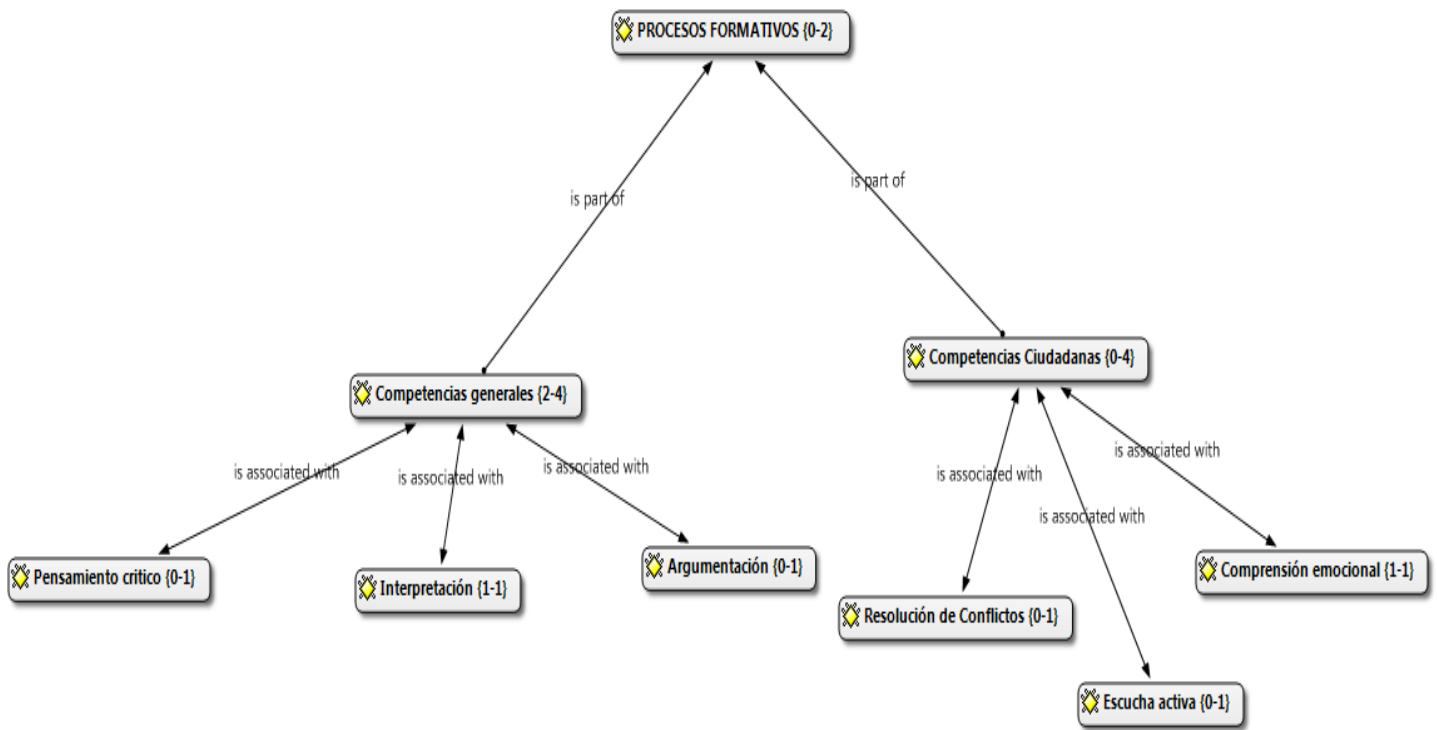 PROCESOS FORMATIVOS {0-2}
is part of
is part of
Competencias Ciudadanas {0-4}
Competencias generales {2-4}
is associated with
is associated with
is associated with
is associated with
is associated with
is associated with
Pensamiento critico {0-1}
Interpretación {1-1}
Argumentación {0-1}
Resolución de Conflictos {0-1}
Comprensión emocional {1-1}
Escucha activa {0-1}